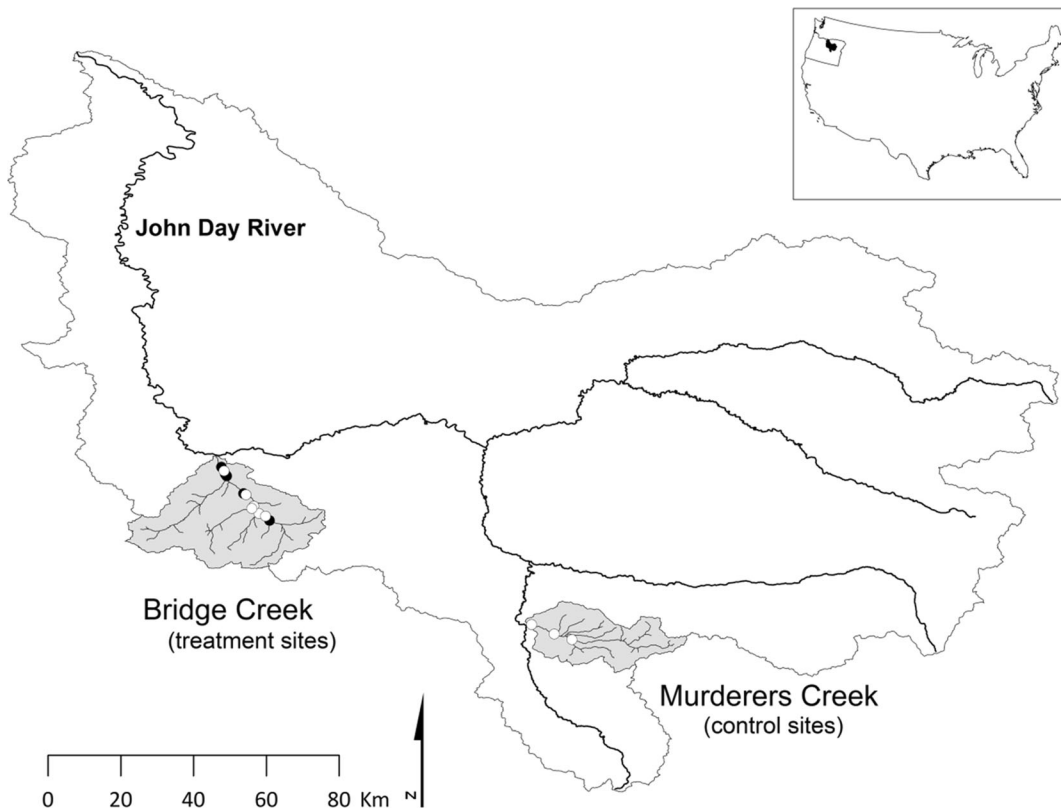 John Day River
Bridge Creek
(treatment sites)
Murderers Creek
(control sites)
0 20 40 60 80 Km
N